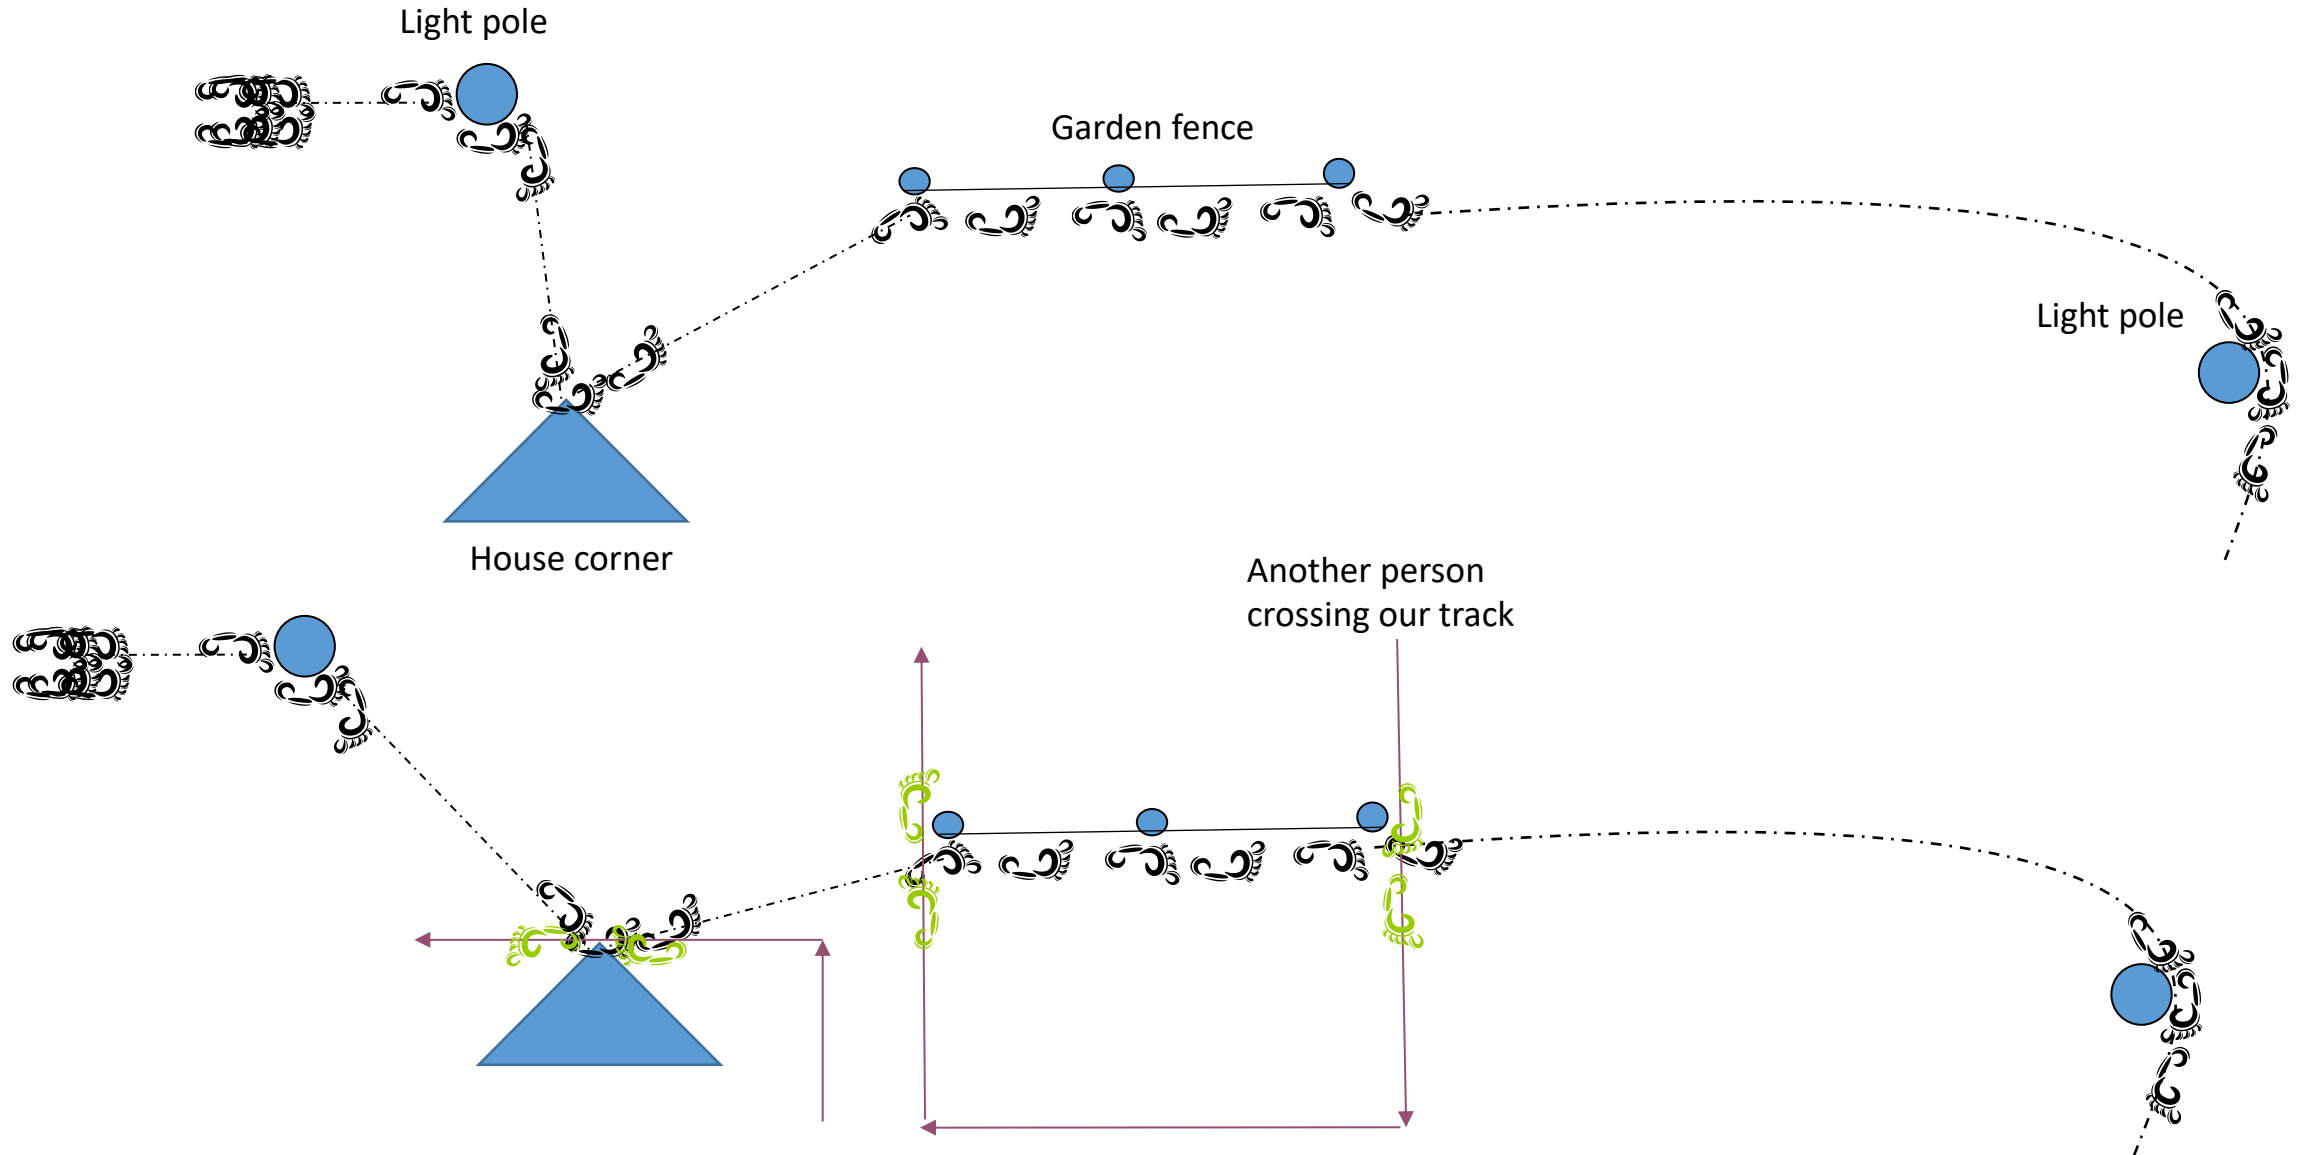 Light pole
Garden fence
Light pole
House corner
Another person
crossing our track